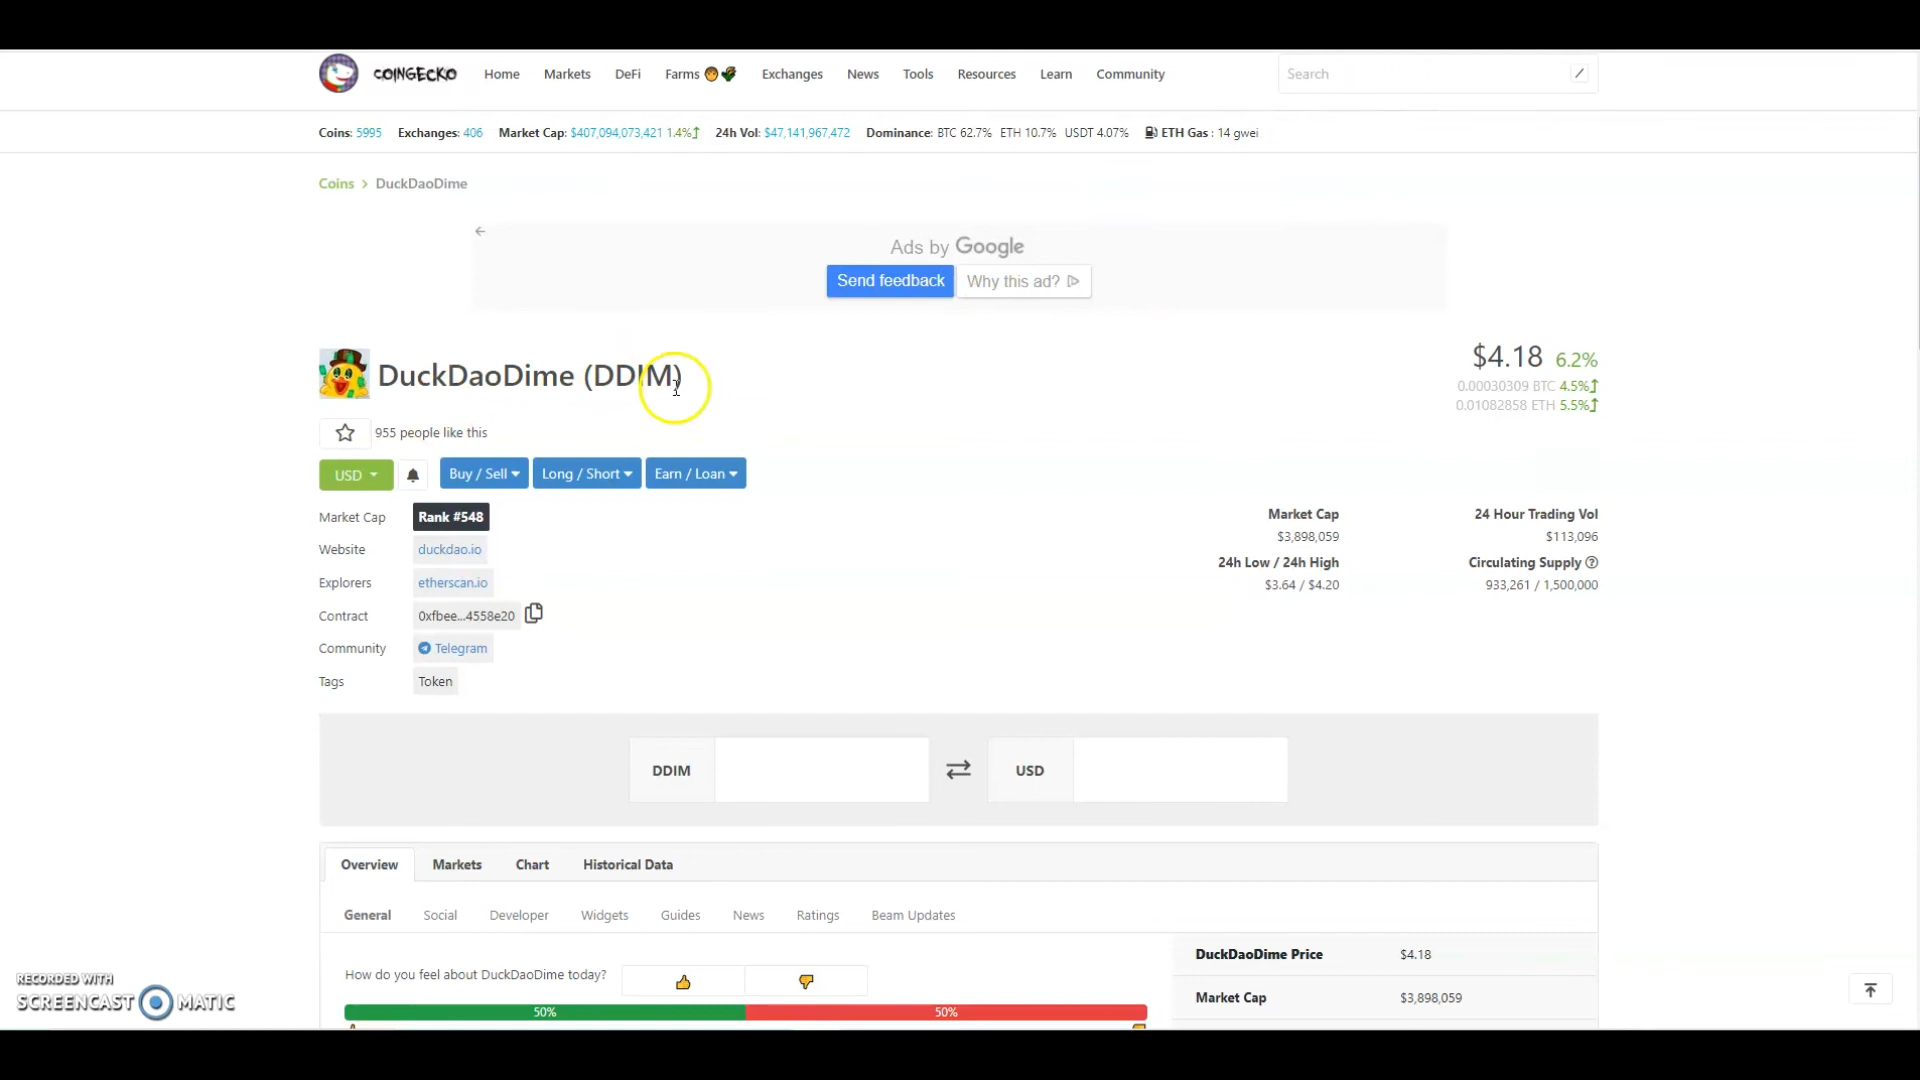 COINGECKO Home Markets DeFi Farms Exchanges News Tools Resources Learn Community Search /
Coins: 5995 Exchanges: 406 Market Cap: $407,094,073,421 1.4% 24h Vol: $47,141,967,472 Dominance: BTC 62.7% ETH 10.7% USDT 4.07% ETH Gas : 14 gwei
Coins > DuckDaoDime
Ads by Google
Send feedback Why this ad?
DuckDaoDime (DDIM)
$4.18 6.2%
0.00030309 BTC 4.5%
0.01082858 ETH 5.5%
955 people like this
USD Buy / Sell Long / Short Earn / Loan
Market Cap Rank #548
Website duckdao.io
Explorers etherscan.io
Contract 0xfbee...4558e20
Community Telegram
Tags Token
Market Cap 24 Hour Trading Vol
$3,898,059 $113,096
24h Low / 24h High Circulating Supply
$3.64 / $4.20 933,261 / 1,500,000
DDIM USD
Overview Markets Chart Historical Data
General Social Developer Widgets Guides News Ratings Beam Updates
How do you feel about DuckDaoDime today?
50% 50%
DuckDaoDime Price $4.18
Market Cap $3,898,059
RECORDED WITH
SCREENCAST MATIC